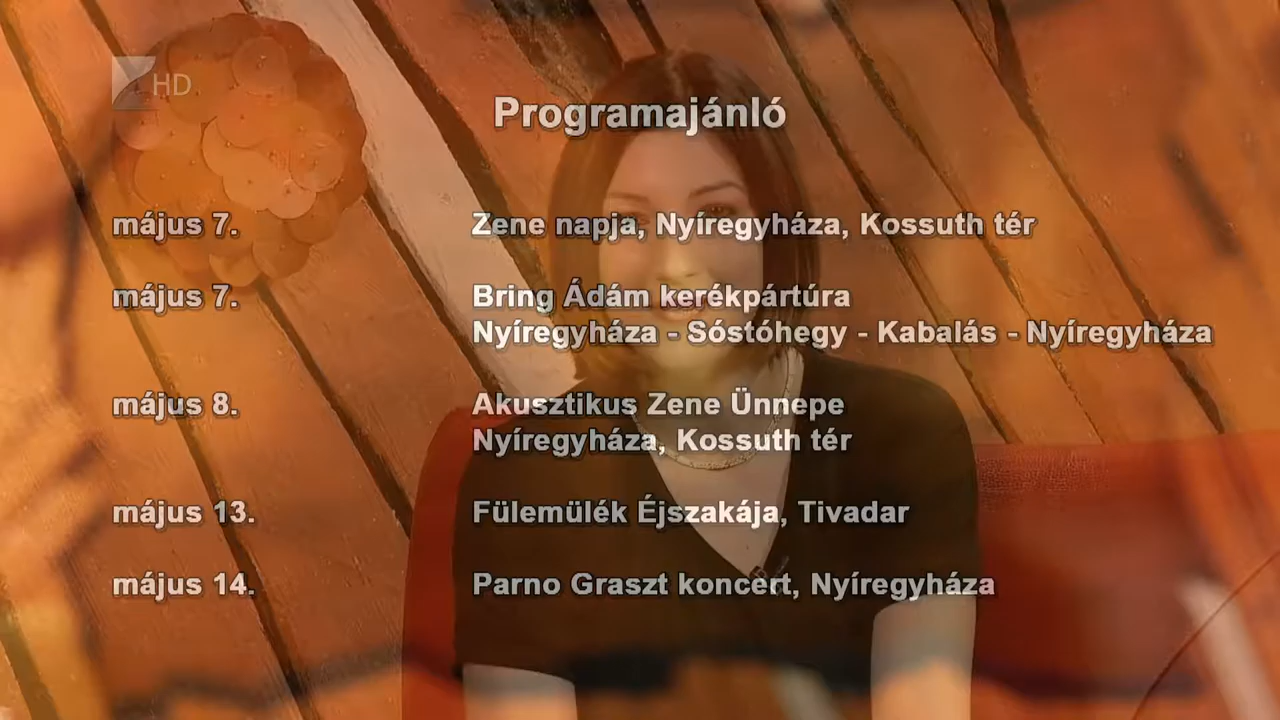 HD
Programajánló
május 7. Zene napja, Nyíregyháza, Kossuth tér
május 7. Bring Ádám kerékpártúra
Nyíregyháza - Sóstóhegy - Kabalás - Nyíregyháza
május 8. Akusztikus Zene Ünnepe
Nyíregyháza, Kossuth tér
május 13. Fülemülék Éjszakája, Tivadar
május 14. Parno Graszt koncert, Nyíregyháza